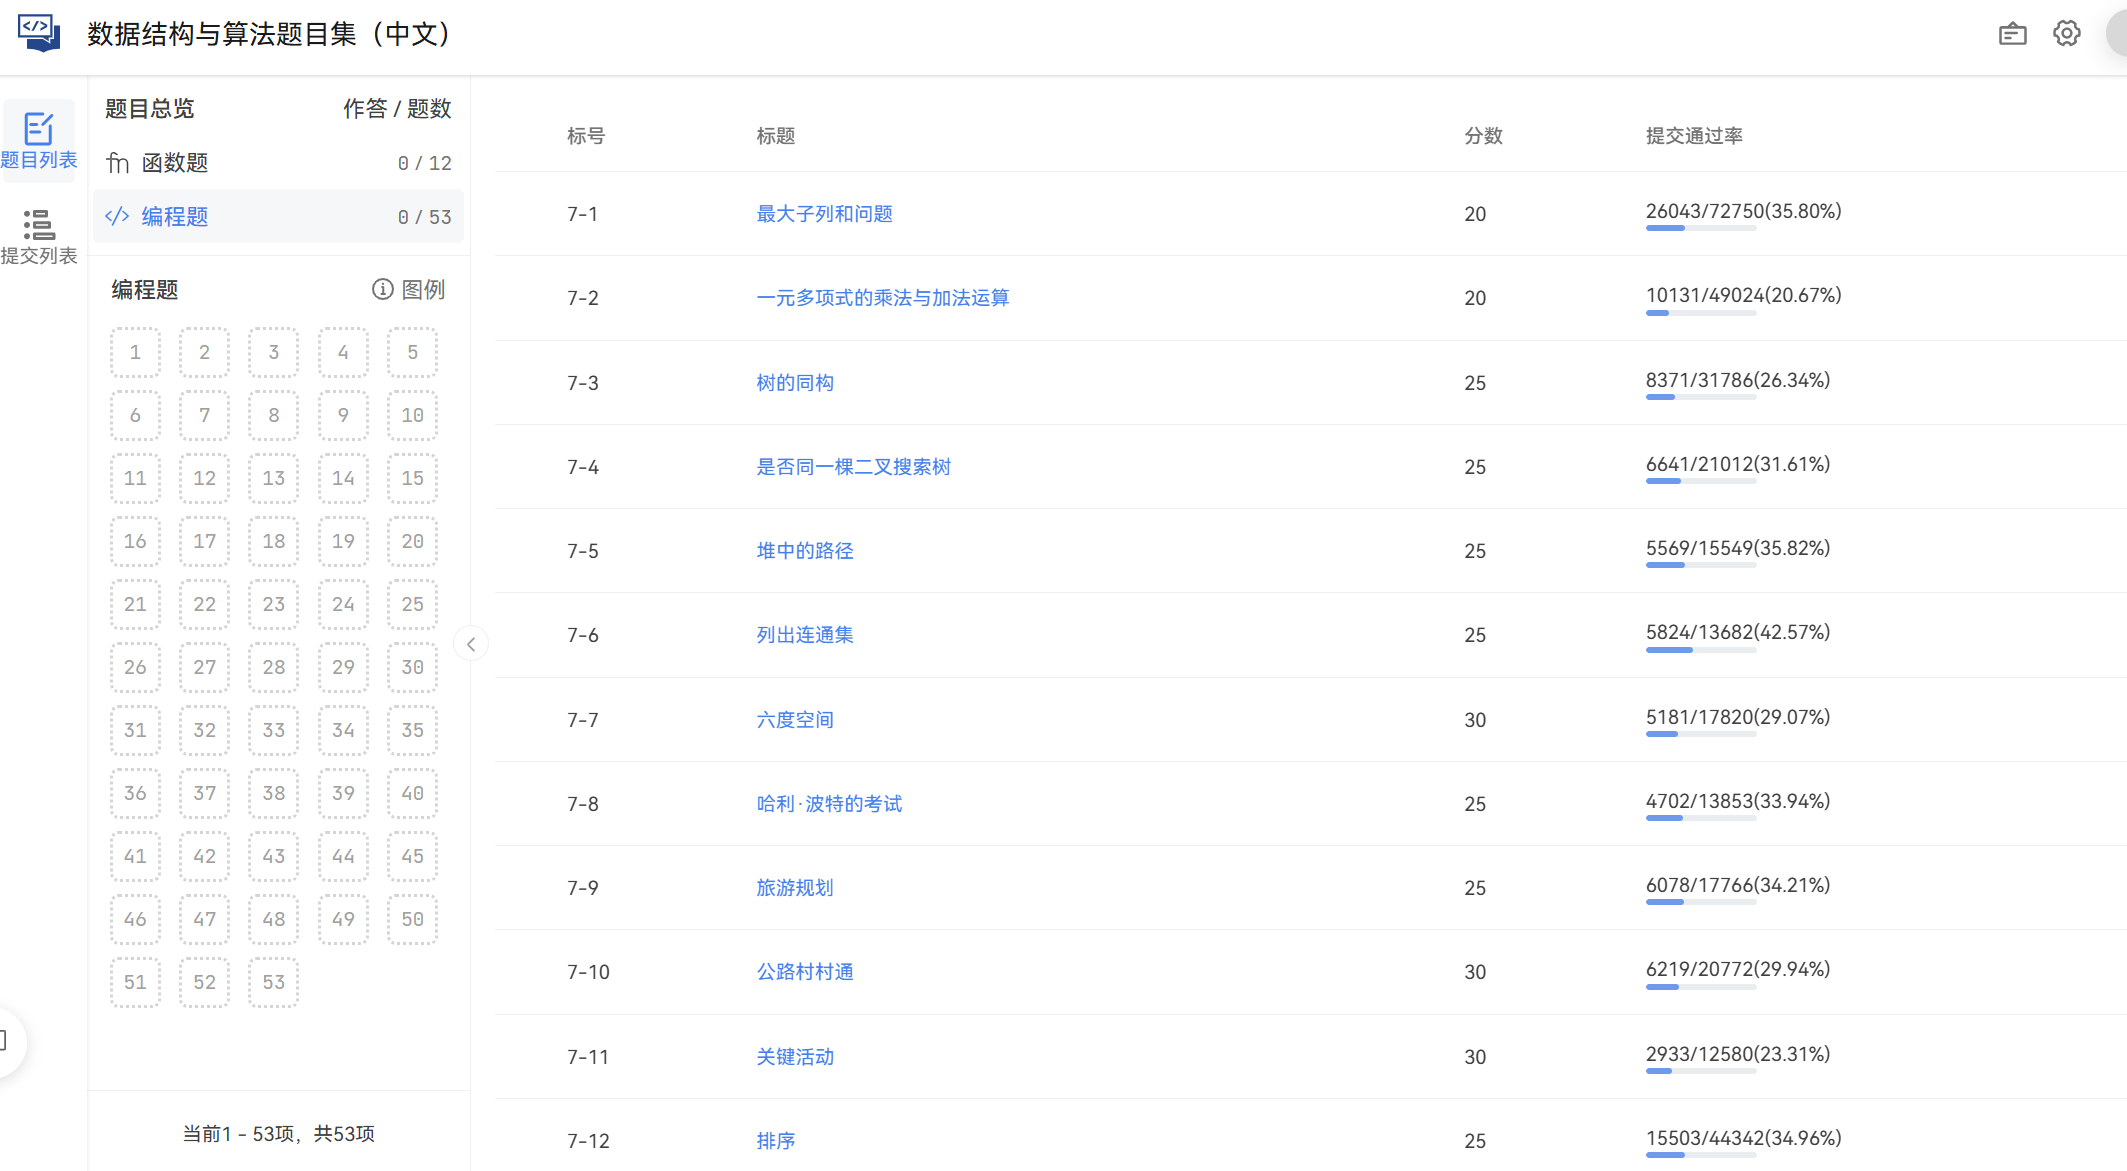 数据结构与算法题目集（中文）
题目列表
提交列表
题目总览 作答 / 题数
fn 函数题 0 / 12
</> 编程题 0 / 53
编程题 图例
1 2 3 4 5
6 7 8 9 10
11 12 13 14 15
16 17 18 19 20
21 22 23 24 25
26 27 28 29 30
31 32 33 34 35
36 37 38 39 40
41 42 43 44 45
46 47 48 49 50
51 52 53
当前1 - 53项，共53项
标号 标题 分数 提交通过率
7-1 最大子列和问题 20 26043/72750(35.80%)
7-2 一元多项式的乘法与加法运算 20 10131/49024(20.67%)
7-3 树的同构 25 8371/31786(26.34%)
7-4 是否同一棵二叉搜索树 25 6641/21012(31.61%)
7-5 堆中的路径 25 5569/15549(35.82%)
7-6 列出连通集 25 5824/13682(42.57%)
7-7 六度空间 30 5181/17820(29.07%)
7-8 哈利·波特的考试 25 4702/13853(33.94%)
7-9 旅游规划 25 6078/17766(34.21%)
7-10 公路村村通 30 6219/20772(29.94%)
7-11 关键活动 30 2933/12580(23.31%)
7-12 排序 25 15503/44342(34.96%)